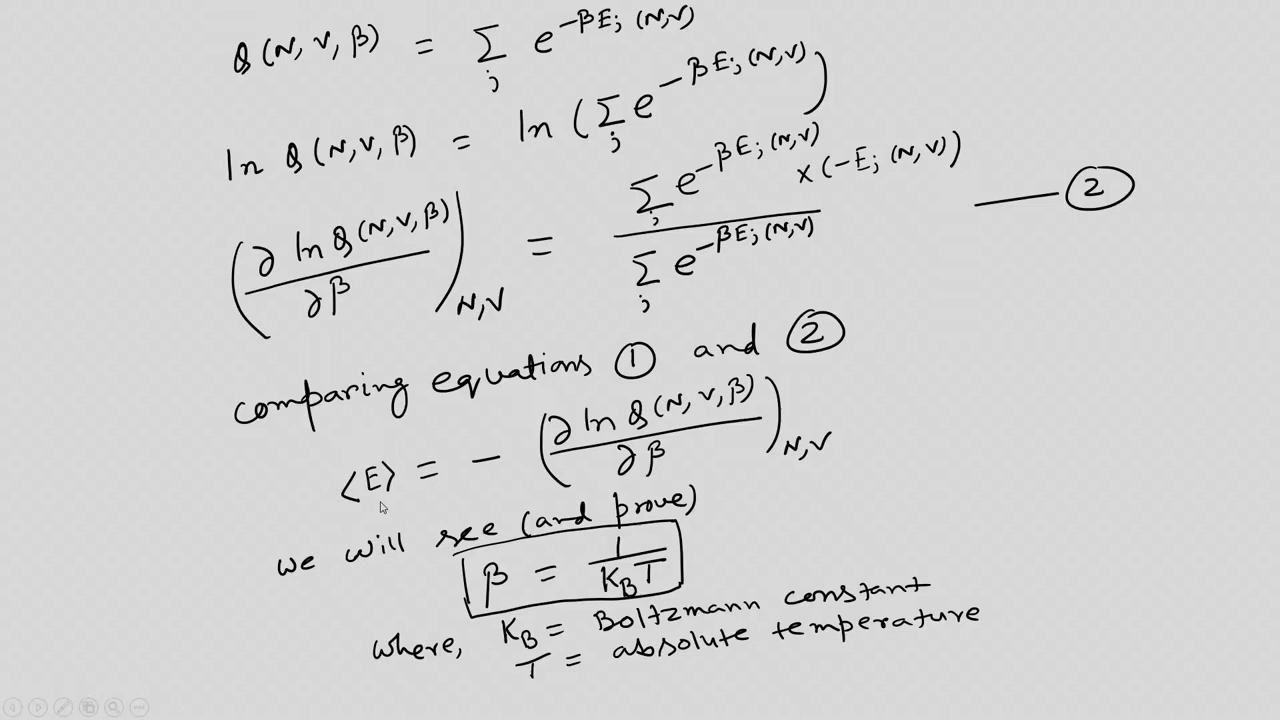 Q(N, V, β) = Σ_j e^{-βE_j(N,V)}
ln Q(N, V, β) = ln (Σ_j e^{-βE_j(N,V)})
(∂ ln Q(N,V,β) / ∂β)_{N,V} = Σ_j e^{-βE_j(N,V)} × (-E_j(N,V)) / Σ_j e^{-βE_j(N,V)} —— ②
comparing equations ① and ②
⟨E⟩ = - (∂ ln Q(N, V, β) / ∂β)_{N,V}
we will see (and prove)
β = 1 / K_B T
where, K_B = Boltzmann constant
T = absolute temperature